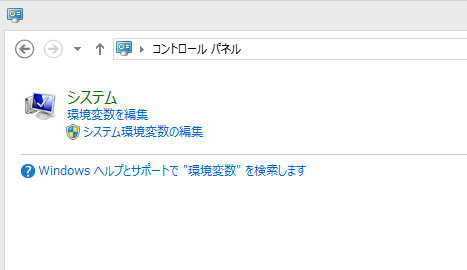 コントロール パネル
システム
環境変数を編集
システム環境変数の編集
Windows ヘルプとサポートで "環境変数" を検索します